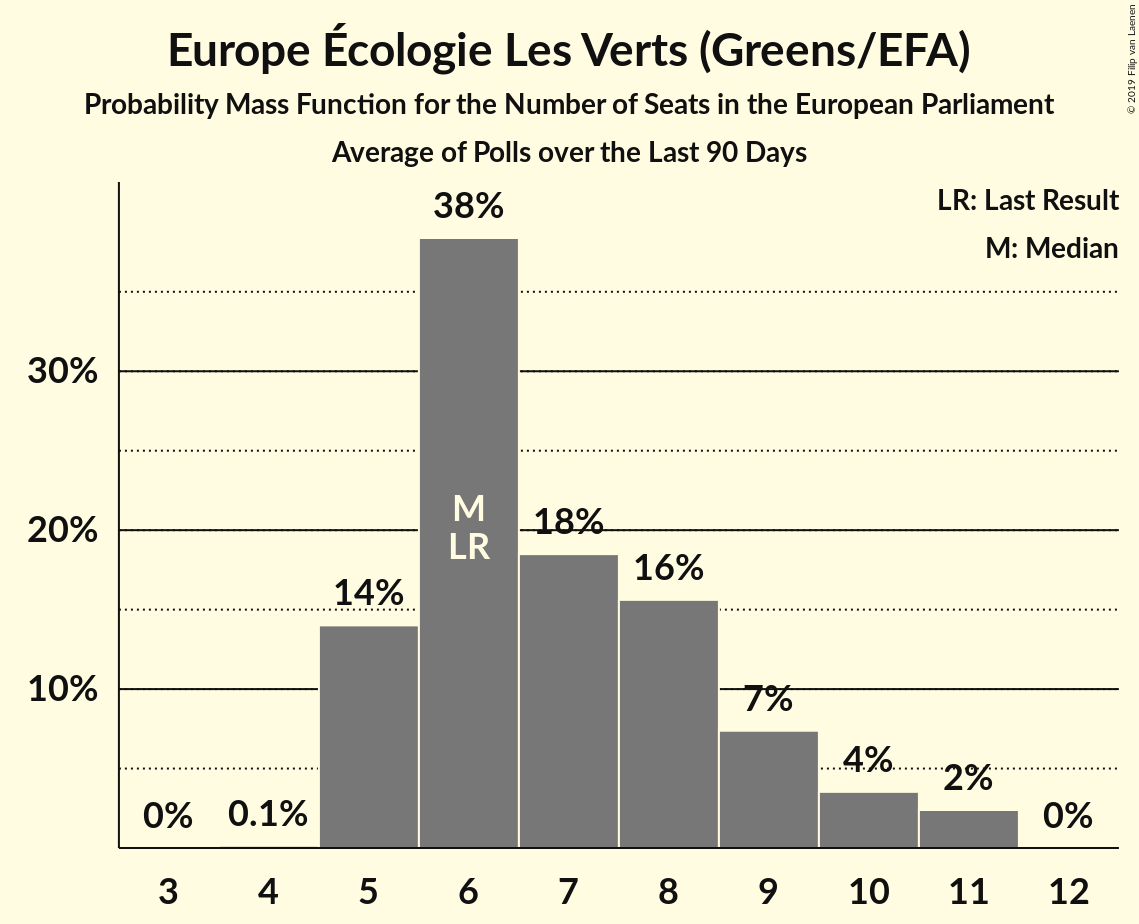 Europe Écologie Les Verts (Greens/EFA)
Probability Mass Function for the Number of Seats in the European Parliament
Average of Polls over the Last 90 Days
© 2019 Filip van Laenen
LR: Last Result
M: Median
38%
30%
20%
10%
M
LR
18%
16%
14%
7%
4%
2%
0%
0.1%
0%
3 4 5 6 7 8 9 10 11 12